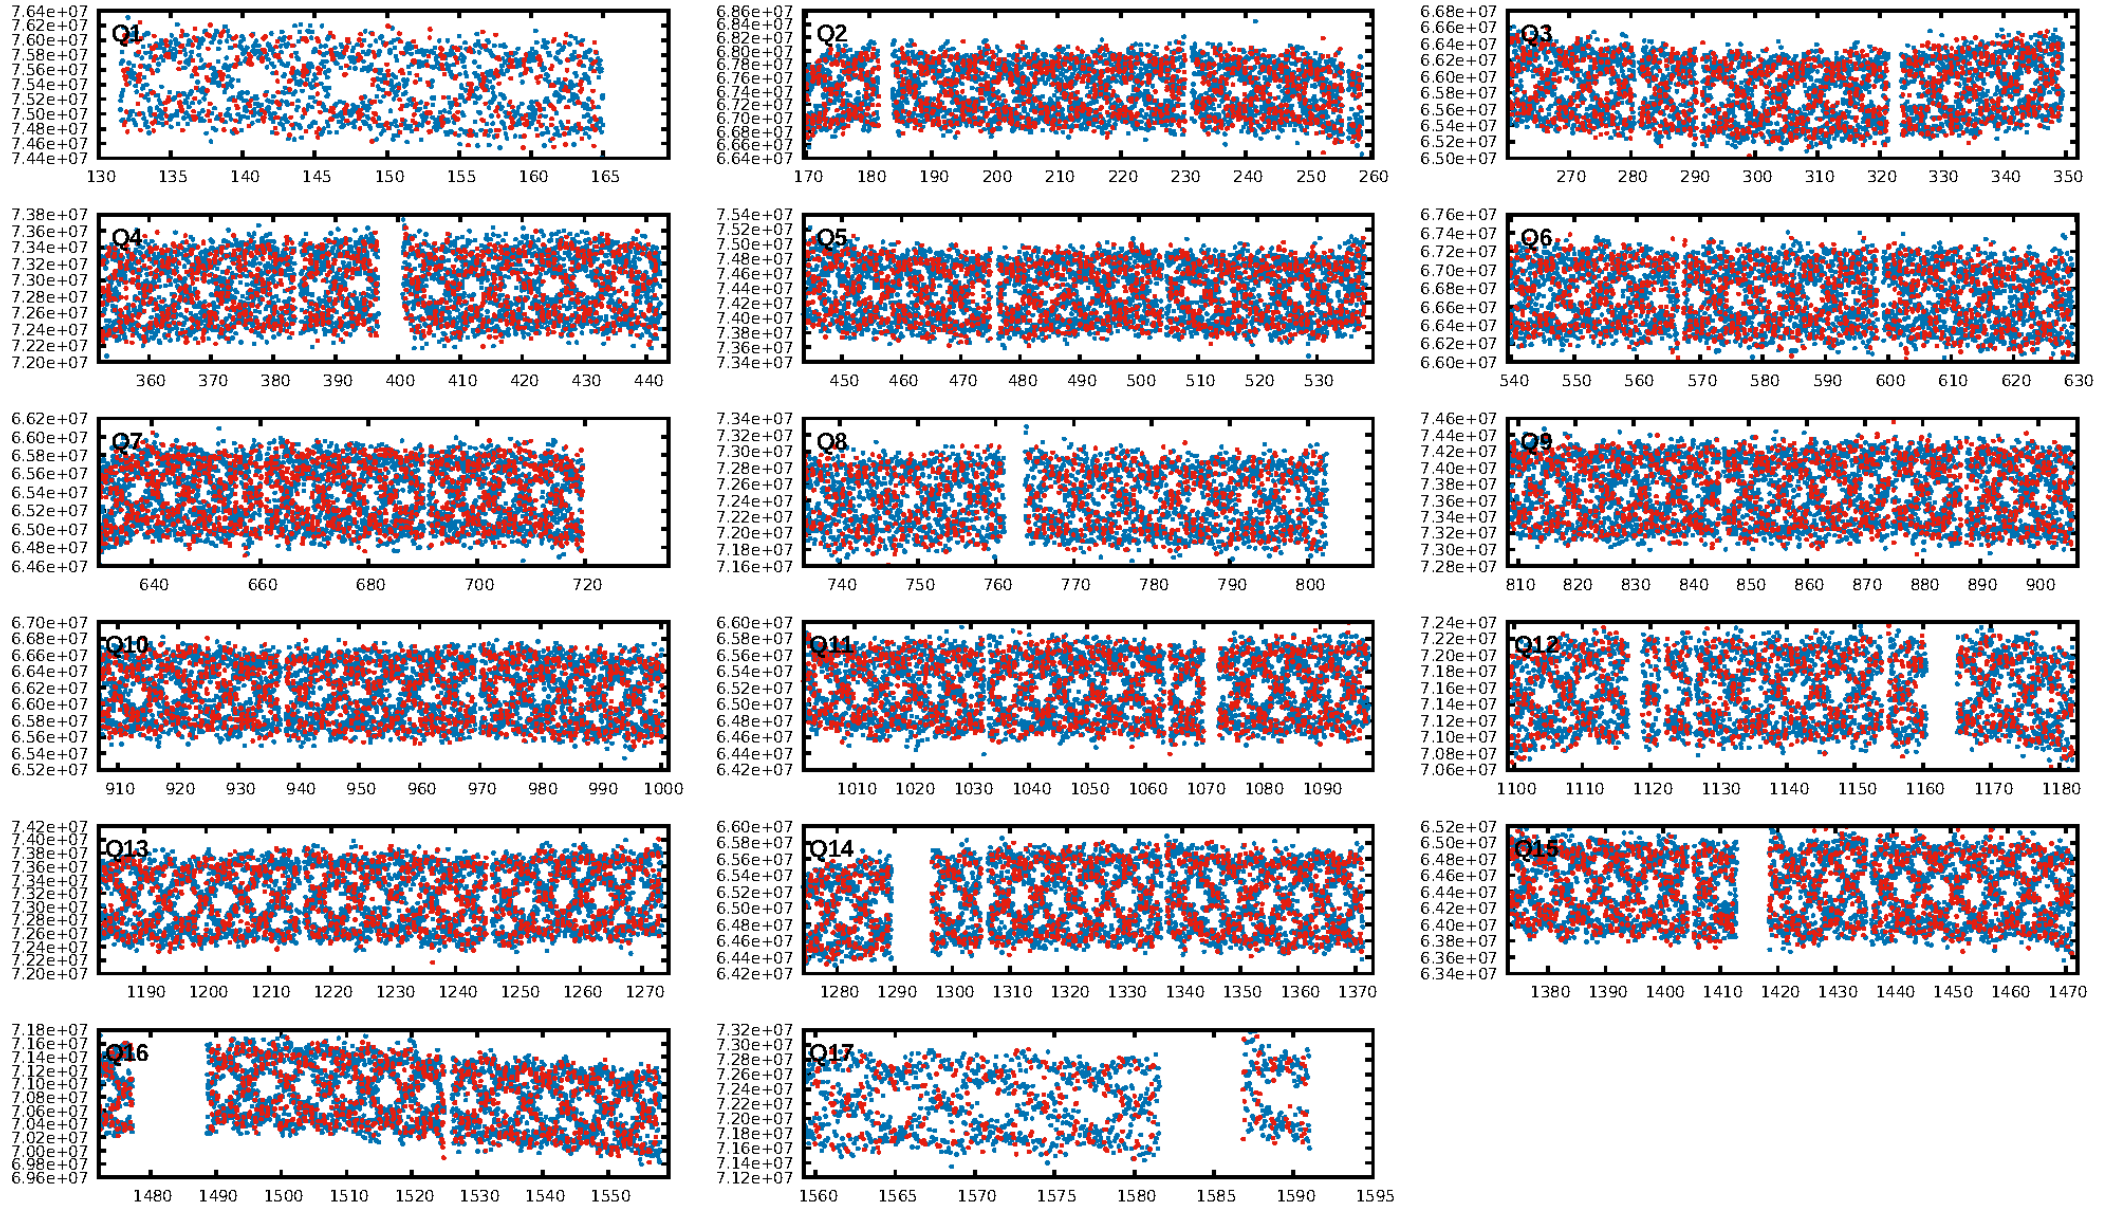 7.64e+07
7.62e+07
7.60e+07
7.58e+07
7.56e+07
7.54e+07
7.52e+07
7.50e+07
7.48e+07
7.46e+07
7.44e+07
Q1
130 135 140 145 150 155 160 165
6.86e+07
6.84e+07
6.82e+07
6.80e+07
6.78e+07
6.76e+07
6.74e+07
6.72e+07
6.70e+07
6.68e+07
6.66e+07
6.64e+07
Q2
170 180 190 200 210 220 230 240 250 260
6.68e+07
6.66e+07
6.64e+07
6.62e+07
6.60e+07
6.58e+07
6.56e+07
6.54e+07
6.52e+07
6.50e+07
Q3
270 280 290 300 310 320 330 340 350
7.38e+07
7.36e+07
7.34e+07
7.32e+07
7.30e+07
7.28e+07
7.26e+07
7.24e+07
7.22e+07
7.20e+07
Q4
360 370 380 390 400 410 420 430 440
7.54e+07
7.52e+07
7.50e+07
7.48e+07
7.46e+07
7.44e+07
7.42e+07
7.40e+07
7.38e+07
7.36e+07
7.34e+07
Q5
450 460 470 480 490 500 510 520 530
6.76e+07
6.74e+07
6.72e+07
6.70e+07
6.68e+07
6.66e+07
6.64e+07
6.62e+07
6.60e+07
Q6
540 550 560 570 580 590 600 610 620 630
6.62e+07
6.60e+07
6.58e+07
6.56e+07
6.54e+07
6.52e+07
6.50e+07
6.48e+07
6.46e+07
Q7
640 660 680 700 720
7.34e+07
7.32e+07
7.30e+07
7.28e+07
7.26e+07
7.24e+07
7.22e+07
7.20e+07
7.18e+07
7.16e+07
Q8
740 750 760 770 780 790 800
7.46e+07
7.44e+07
7.42e+07
7.40e+07
7.38e+07
7.36e+07
7.34e+07
7.32e+07
7.30e+07
7.28e+07
Q9
810 820 830 840 850 860 870 880 890 900
6.70e+07
6.68e+07
6.66e+07
6.64e+07
6.62e+07
6.60e+07
6.58e+07
6.56e+07
6.54e+07
6.52e+07
Q10
910 920 930 940 950 960 970 980 990 1000
6.60e+07
6.58e+07
6.56e+07
6.54e+07
6.52e+07
6.50e+07
6.48e+07
6.46e+07
6.44e+07
6.42e+07
Q11
1010 1020 1030 1040 1050 1060 1070 1080 1090
7.24e+07
7.22e+07
7.20e+07
7.18e+07
7.16e+07
7.14e+07
7.12e+07
7.10e+07
7.08e+07
7.06e+07
Q12
1100 1110 1120 1130 1140 1150 1160 1170 1180
7.42e+07
7.40e+07
7.38e+07
7.36e+07
7.34e+07
7.32e+07
7.30e+07
7.28e+07
7.26e+07
7.24e+07
7.22e+07
7.20e+07
Q13
1190 1200 1210 1220 1230 1240 1250 1260 1270
6.60e+07
6.58e+07
6.56e+07
6.54e+07
6.52e+07
6.50e+07
6.48e+07
6.46e+07
6.44e+07
6.42e+07
Q14
1280 1290 1300 1310 1320 1330 1340 1350 1360 1370
6.52e+07
6.50e+07
6.48e+07
6.46e+07
6.44e+07
6.42e+07
6.40e+07
6.38e+07
6.36e+07
6.34e+07
Q15
1380 1390 1400 1410 1420 1430 1440 1450 1460 1470
7.18e+07
7.16e+07
7.14e+07
7.12e+07
7.10e+07
7.08e+07
7.06e+07
7.04e+07
7.02e+07
7.00e+07
6.98e+07
6.96e+07
Q16
1480 1490 1500 1510 1520 1530 1540 1550
7.32e+07
7.30e+07
7.28e+07
7.26e+07
7.24e+07
7.22e+07
7.20e+07
7.18e+07
7.16e+07
7.14e+07
7.12e+07
Q17
1560 1565 1570 1575 1580 1585 1590 1595